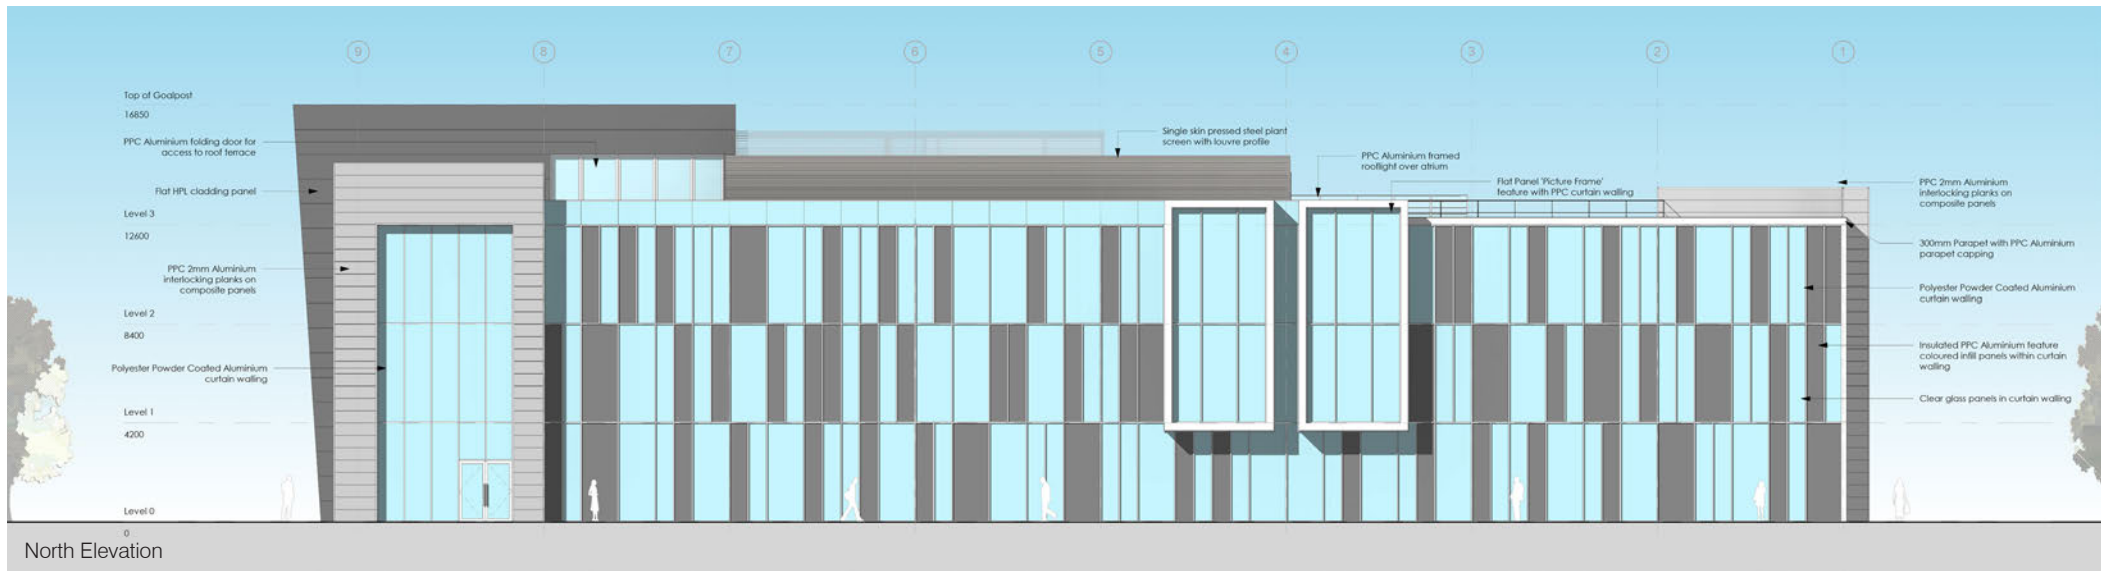 9 8 7 6 5 4 3 2 1
Top of Goalpost
16850
PPC Aluminium folding door for
access to roof terrace
Flat HPL cladding panel
Level 3
12600
PPC 2mm Aluminium
interlocking planks on
composite panels
Level 2
8400
Polyester Powder Coated Aluminium
curtain walling
Level 1
4200
Level 0
0
Single skin pressed steel plant
screen with louvre profile
PPC Aluminium framed
rooflight over atrium
Flat Panel 'Picture Frame'
feature with PPC curtain walling
PPC 2mm Aluminium
interlocking planks on
composite panels
300mm Parapet with PPC Aluminium
parapet capping
Polyester Powder Coated Aluminium
curtain walling
Insulated PPC Aluminium feature
coloured infill panels within curtain
walling
Clear glass panels in curtain walling
North Elevation